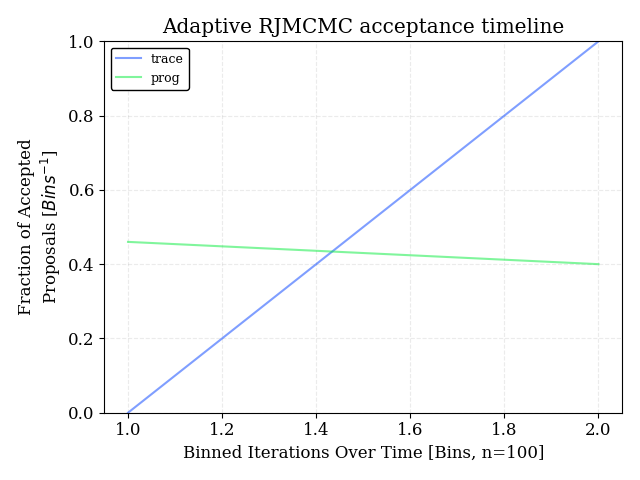 Adaptive RJMCMC acceptance timeline
trace
prog
1.0
0.8
0.6
0.4
0.2
0.0
Fraction of Accepted
Proposals [Bins⁻¹]
1.0 1.2 1.4 1.6 1.8 2.0
Binned Iterations Over Time [Bins, n=100]